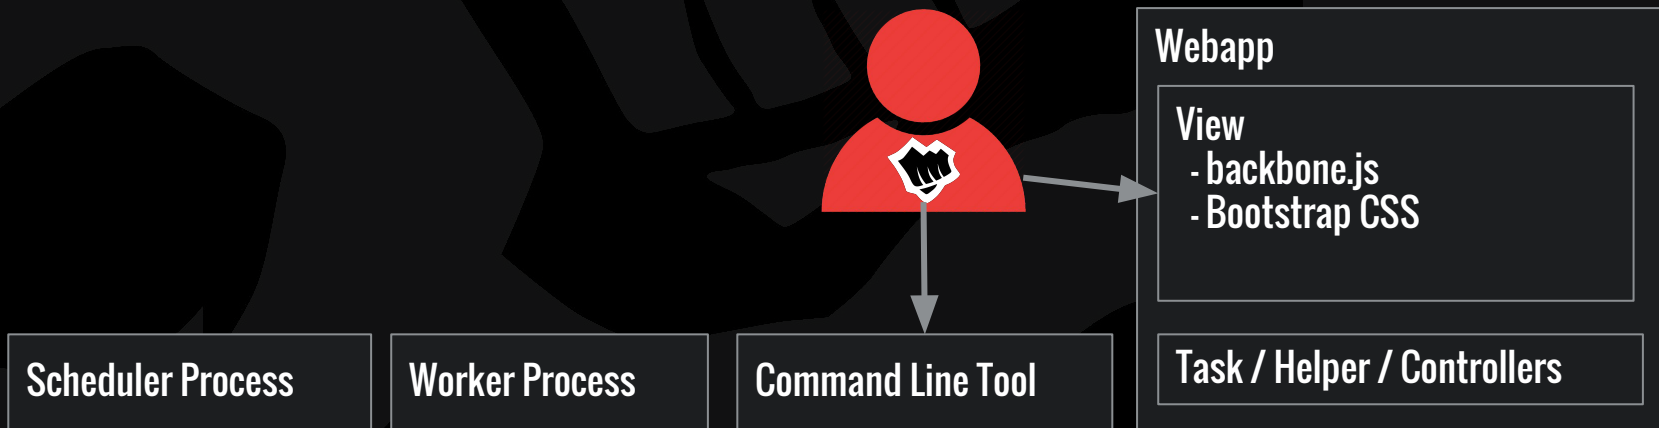 Webapp
View
- backbone.js
- Bootstrap CSS
Scheduler Process
Worker Process
Command Line Tool
Task / Helper / Controllers